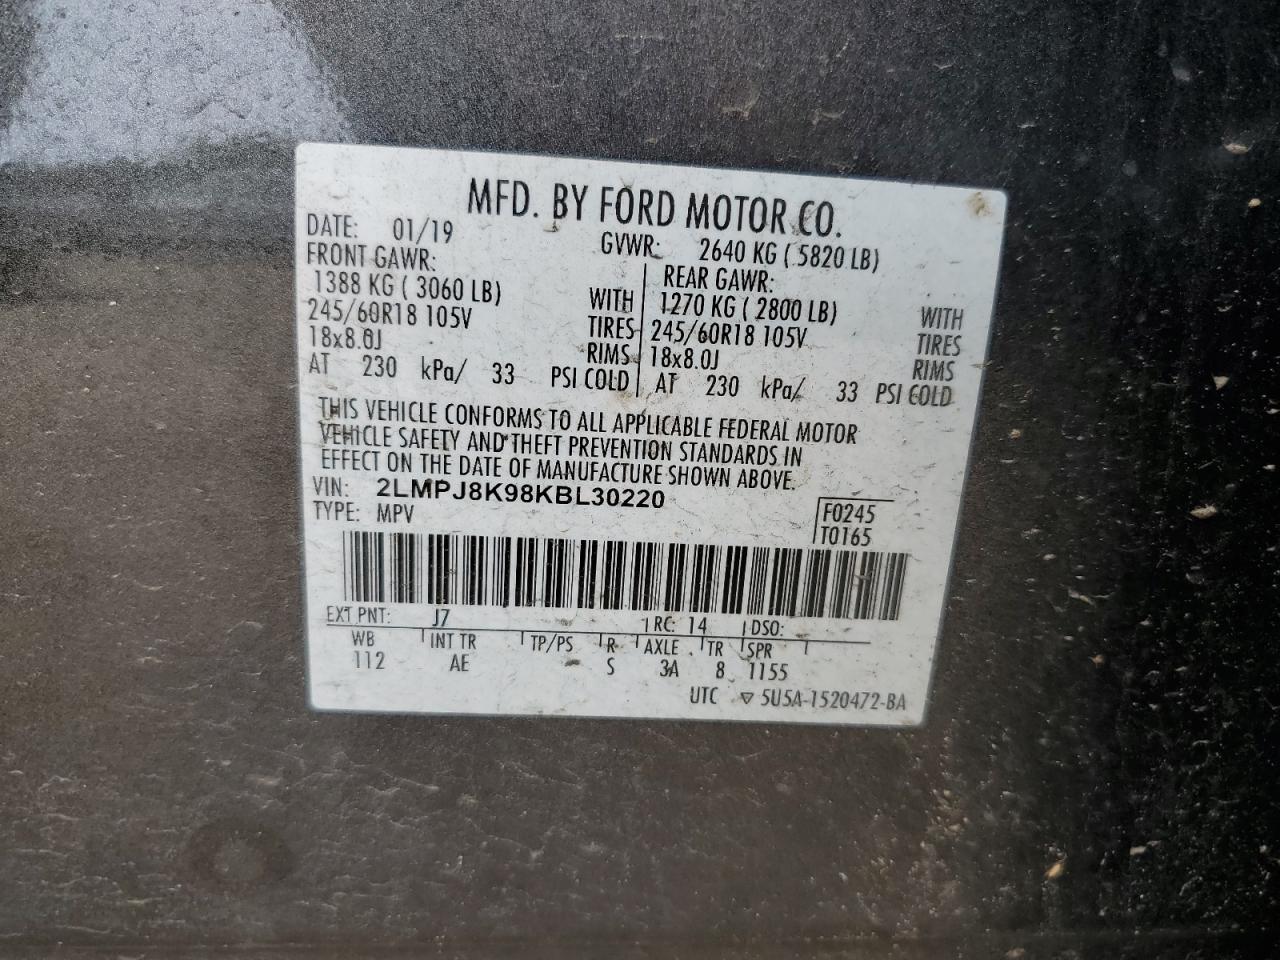 MFD. BY FORD MOTOR CO.
DATE: 01/19 GVWR: 2640 KG ( 5820 LB)
FRONT GAWR: REAR GAWR:
1388 KG ( 3060 LB) WITH 1270 KG ( 2800 LB) WITH
245/60R18 105V TIRES 245/60R18 105V TIRES
18x8.0J RIMS 18x8.0J RIMS
AT 230 kPa/ 33 PSI COLD AT 230 kPa/ 33 PSI COLD
THIS VEHICLE CONFORMS TO ALL APPLICABLE FEDERAL MOTOR
VEHICLE SAFETY AND THEFT PREVENTION STANDARDS IN
EFFECT ON THE DATE OF MANUFACTURE SHOWN ABOVE.
VIN: 2LMPJ8K98KBL30220
TYPE: MPV F0245
T0165
EXT PNT: J7 RC: 14 DSO:
WB INT TR TP/PS R AXLE TR SPR
112 AE S 3A 8 1155
UTC ▽ 5U5A-1520472-BA